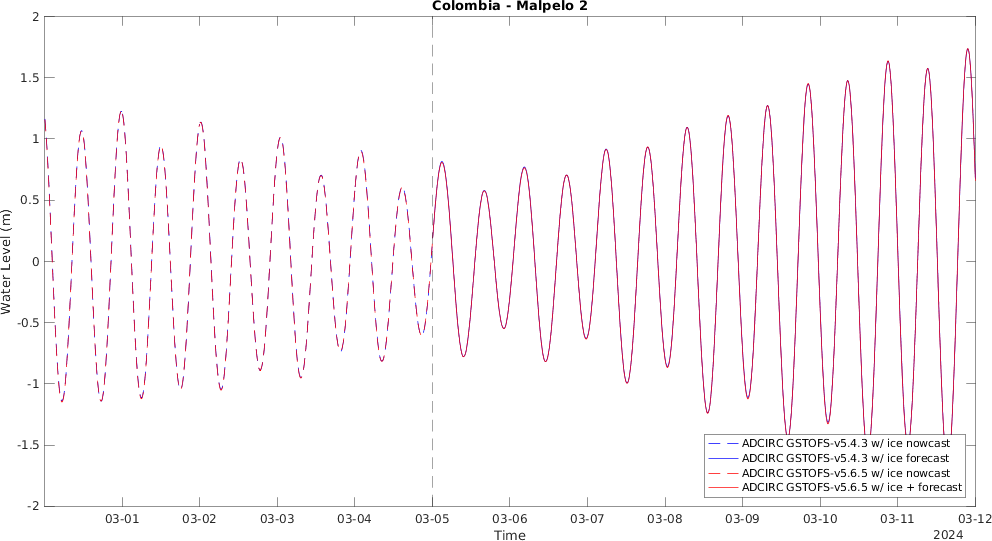 Colombia - Malpelo 2
2
1.5
1
0.5
0
-0.5
-1
-1.5
-2
Water Level (m)
03-01 03-02 03-03 03-04 03-05 03-06 03-07 03-08 03-09 03-10 03-11 03-12
Time
2024
ADCIRC GSTOFS-v5.4.3 w/ ice nowcast
ADCIRC GSTOFS-v5.4.3 w/ ice forecast
ADCIRC GSTOFS-v5.6.5 w/ ice nowcast
ADCIRC GSTOFS-v5.6.5 w/ ice + forecast